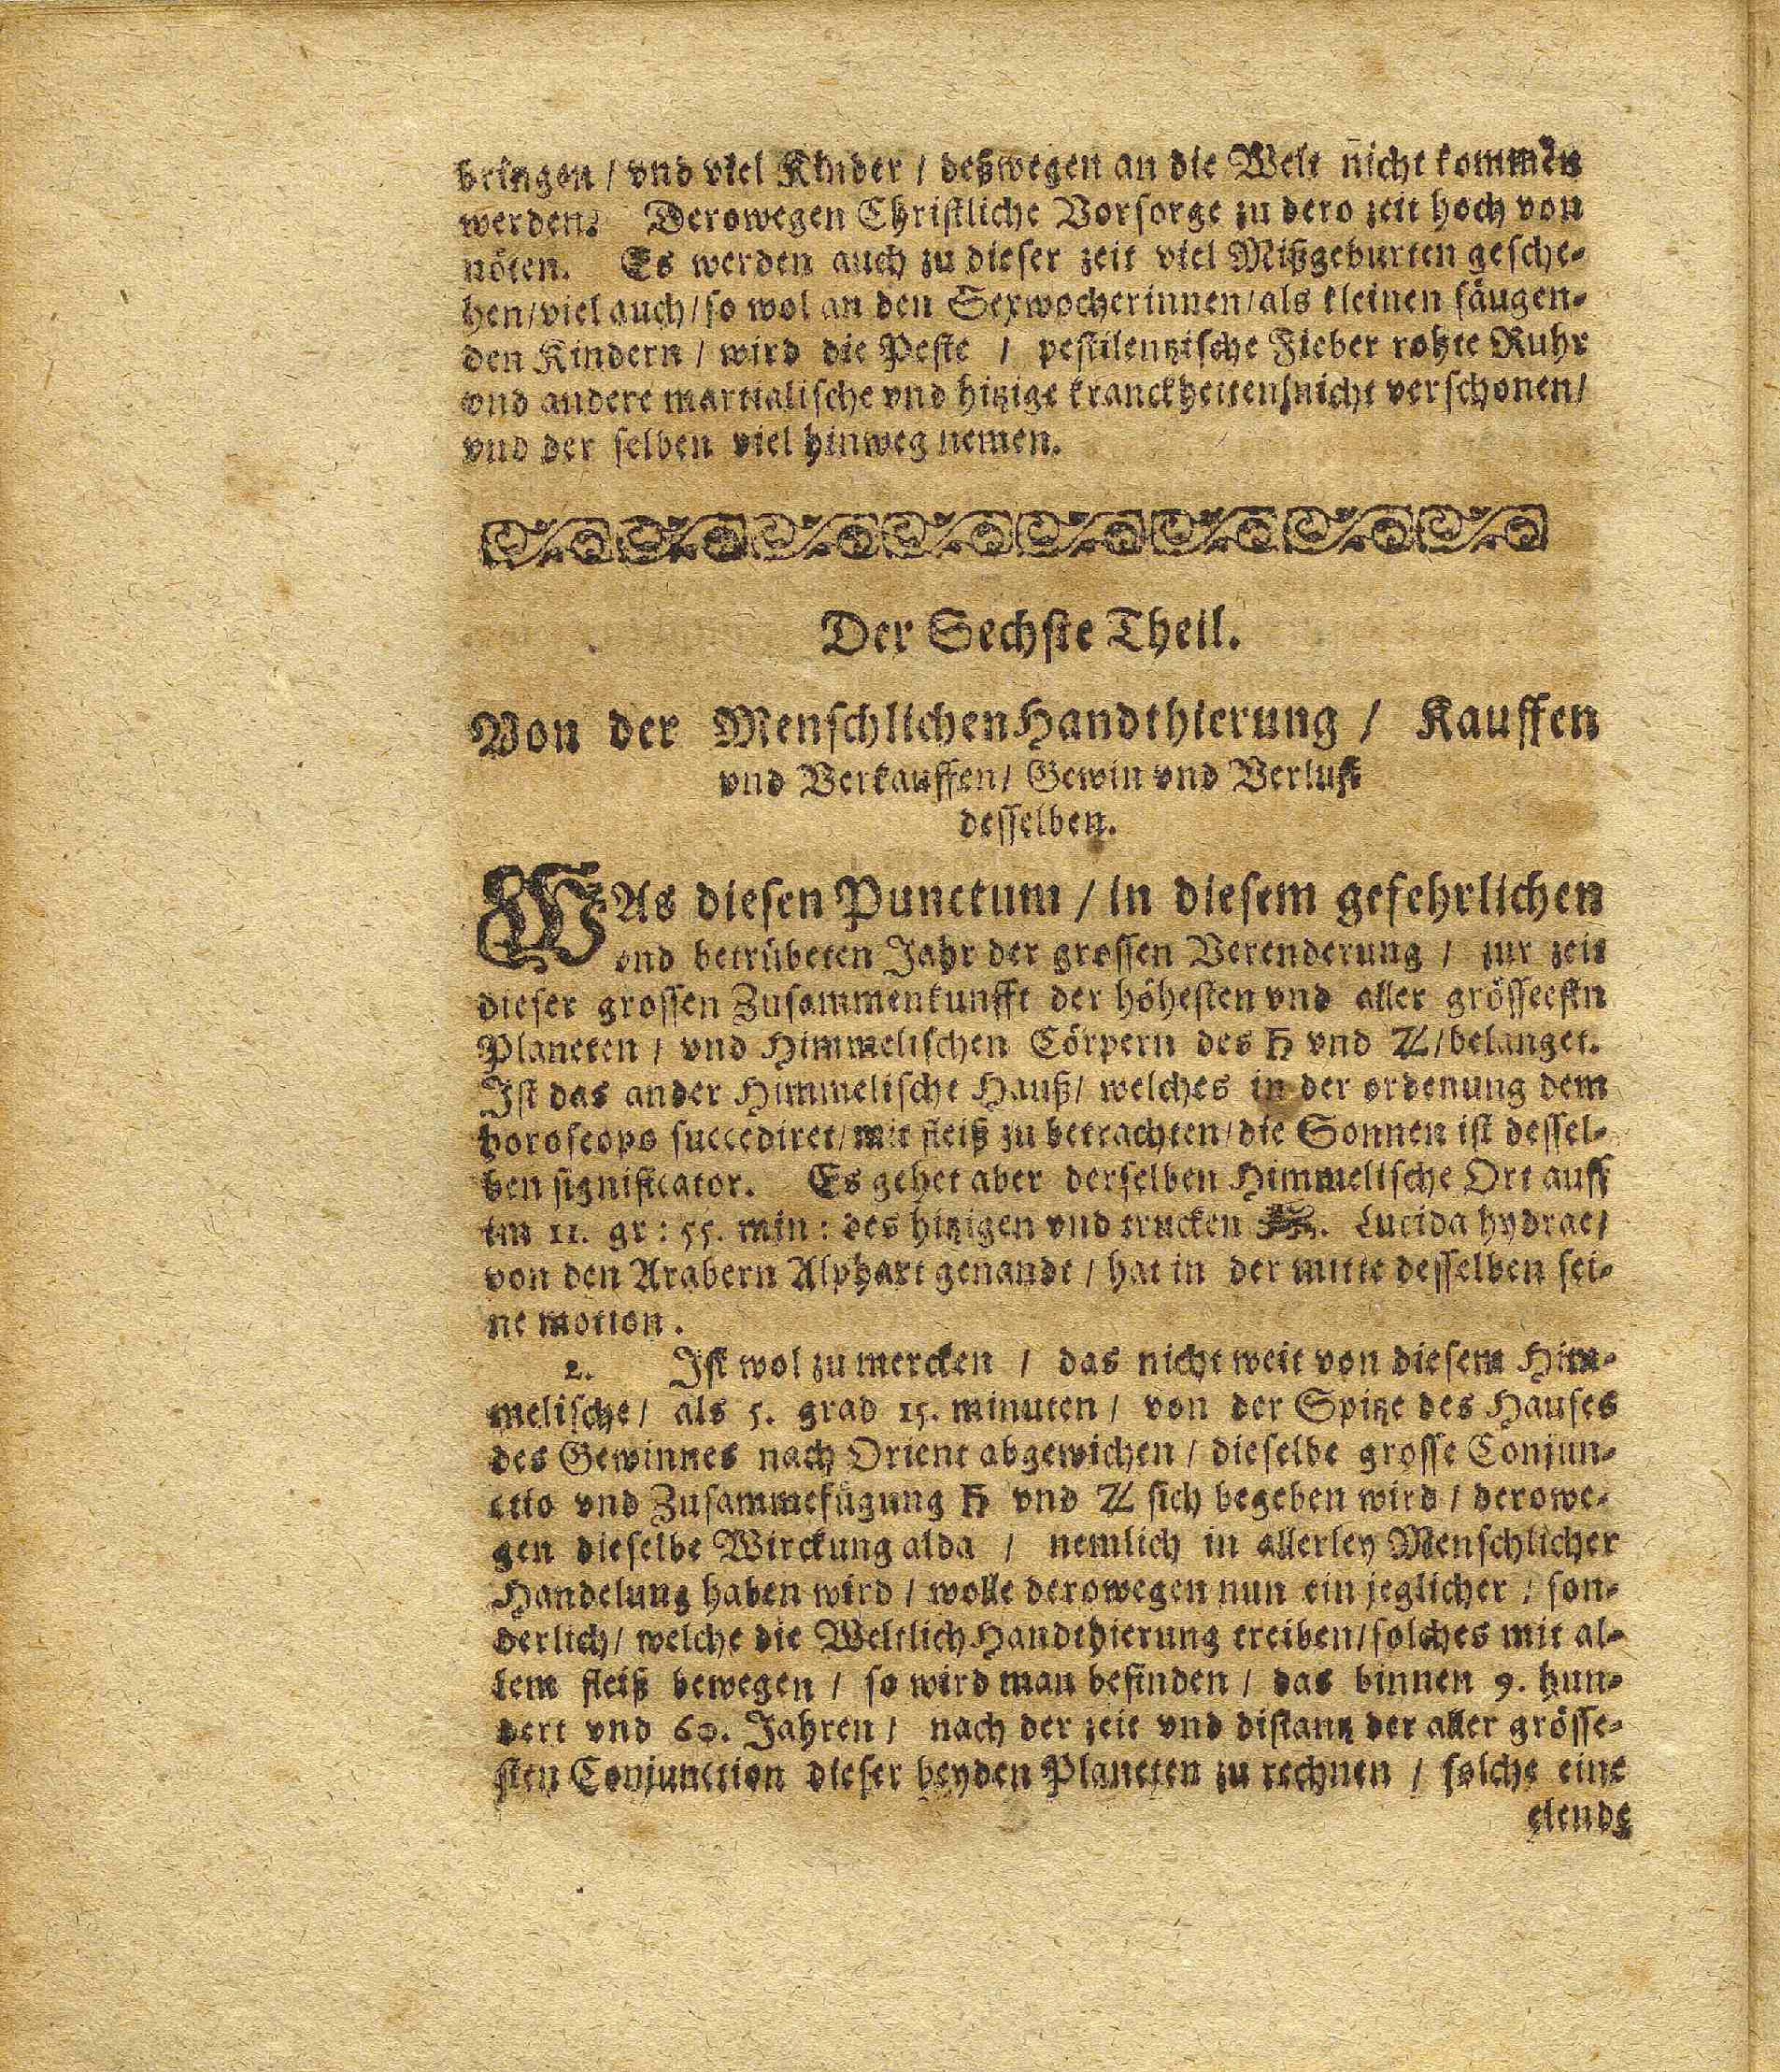 bringen / vnd viel Kinder / deßwegen an die Welt nicht kommen
werden. Derowegen Christliche Vorsorge zu dero zeit hoch von
nöten. Es werden auch zu dieser zeit viel Mißgeburten gesche-
hen/viel auch/so wol an den Sexwocherinnen/als kleinen säugen-
den Kindern / wird die Peste / pestilentzische Fieber rohte Ruhr
vnd andere martialische vnd hitzige kranckheiten/nicht verschonen/
vnd der selben viel hinweg nemen.
Der Sechste Theil.
Von der Menschlichen Handthierung / Kauffen
vnd Verkauffen/ Gewin vnd Verlust
desselben.
WAs diesen Punctum / in diesem gefehrlichen
vnd betrübeten Jahr der grossen Verenderung / zur zeit
dieser grossen Zusammenkunfft der höhesten vnd aller grösseestn
Planeten / vnd Himmelischen Cörpern des ♄ vnd ♃/belanget.
Ist das ander Himmelische Hauß/ welches in der ordenung dem
horoscopo succediret/mit fleiß zu betrachten/die Sonnen ist dessel-
ben significator. Es gehet aber derselben Himmelische Ort auff
im 11. gr: 55. min: des hitzigen vnd trucken. Lucida hydrae/
von den Arabern Alphart genandt / hat in der mitte desselben sei-
ne motion.
2. Ist wol zu mercken / das nicht weit von diesem Him-
melische/ als 5. grad 15. minuten / von der Spitze des Hauses
des Gewinnes nach Orient abgewichen / dieselbe grosse Conjun-
ctio vnd Zusammefügung ♄ vnd ♃ sich begeben wird / derowe-
gen dieselbe Wirckung alda / nemlich in allerley Menschlicher
Handelung haben wird / wolle derowegen nun ein jeglicher / son-
derlich/ welche die Weltlich Handthierung treiben/solches mit al-
lem fleiß bewegen / so wird man befinden / das binnen 9. hun-
dert vnd 60. Jahren / nach der zeit vnd distantz der aller grösse-
sten Conjunction dieser beyden Planeten zu rechnen / solche eine
elende